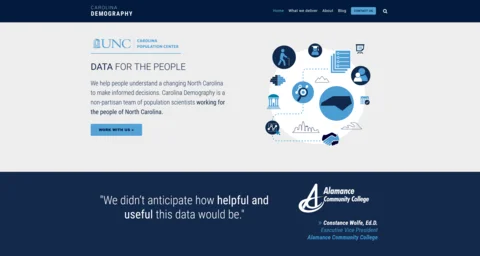 CAROLINA
DEMOGRAPHY
Home What we deliver About Blog CONTACT US
UNC CAROLINA
POPULATION CENTER
DATA FOR THE PEOPLE
We help people understand a changing North Carolina
to make informed decisions. Carolina Demography is a
non-partisan team of population scientists working for
the people of North Carolina.
WORK WITH US »
"We didn't anticipate how helpful and
useful this data would be."
Alamance
Community College
> Constance Wolfe, Ed.D.
Executive Vice President
Alamance Community College